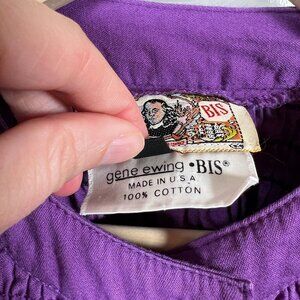 BIS
gene ewing •BIS®
MADE IN U.S.A
100% COTTON